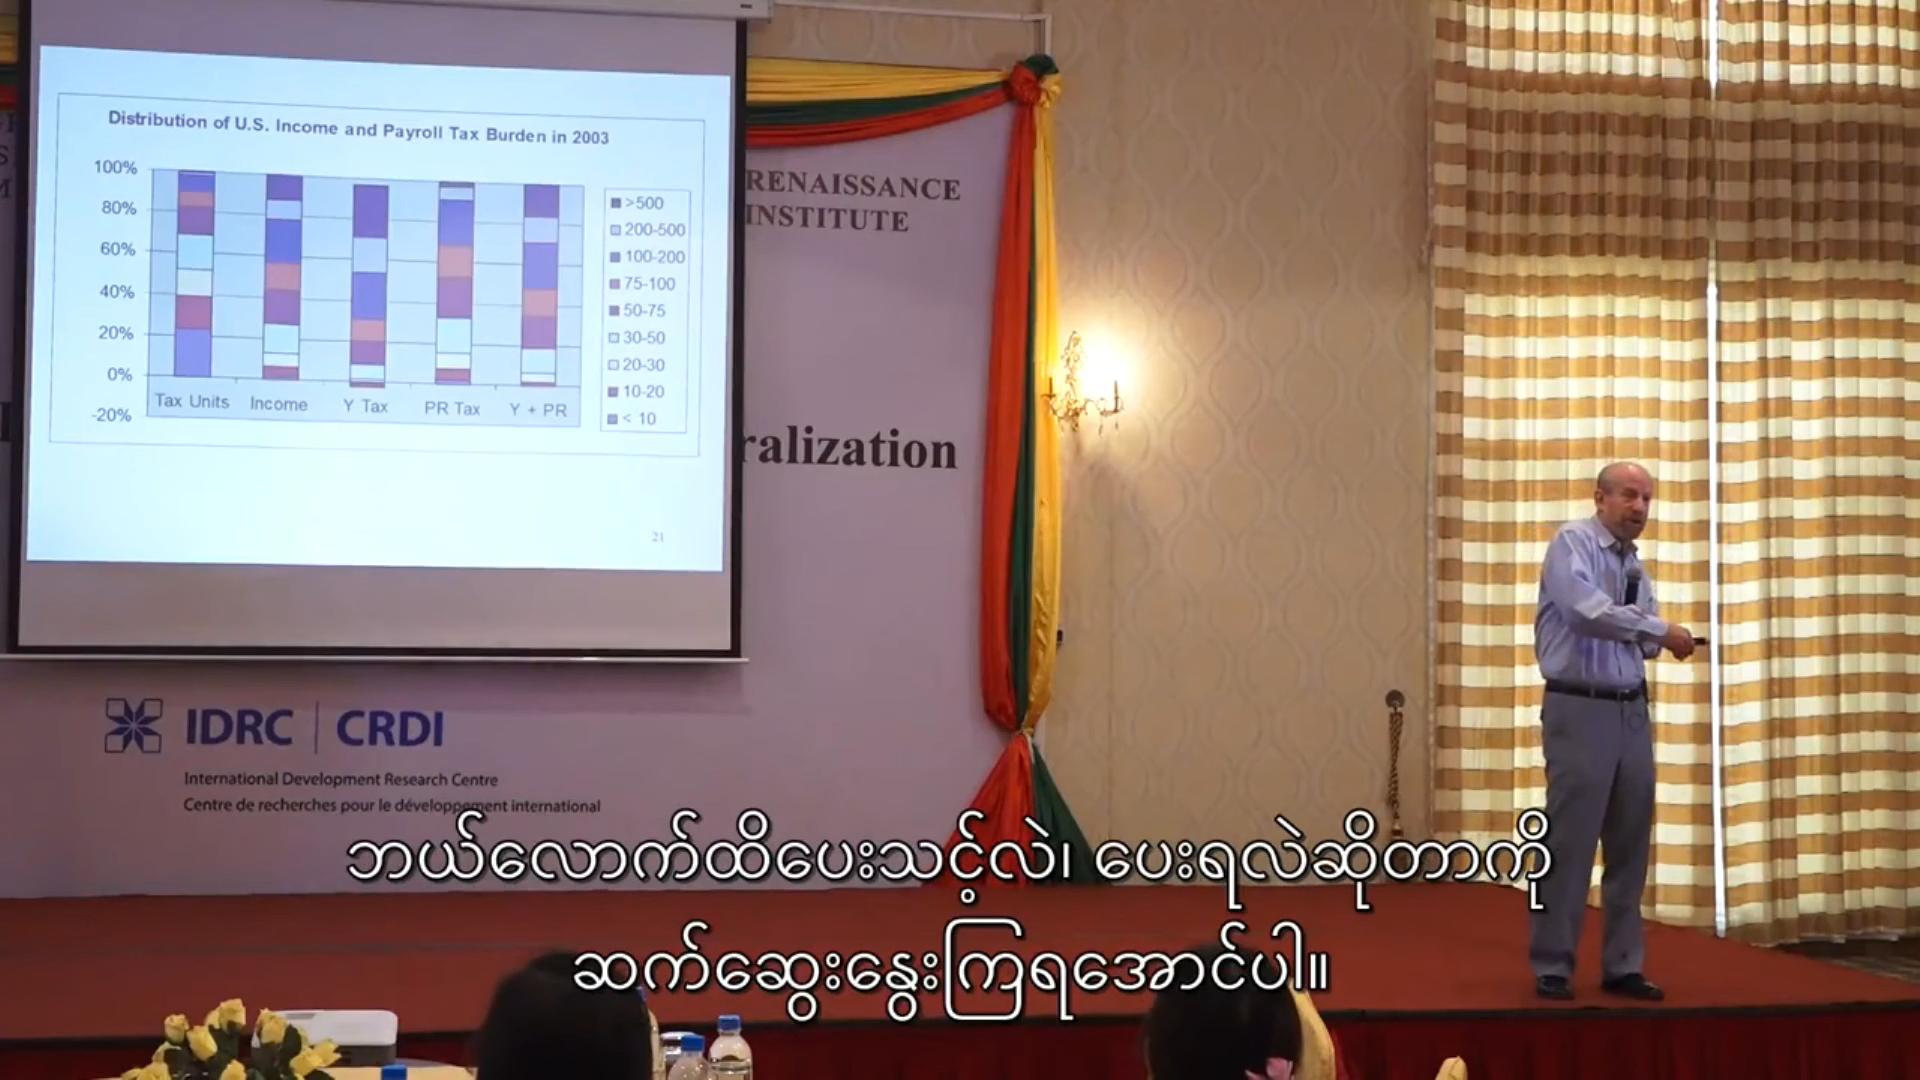 Distribution of U.S. Income and Payroll Tax Burden in 2003
100%
80%
60%
40%
20%
0%
-20%
Tax Units Income Y Tax PR Tax Y + PR
>500
200-500
100-200
75-100
50-75
30-50
20-30
10-20
< 10
21
RENAISSANCE
INSTITUTE
ralization
IDRC CRDI
International Development Research Centre
Centre de recherches pour le développement international
ဘယ်လောက်ထိပေးသင့်လဲ၊ ပေးရလဲဆိုတာကို
ဆက်ဆွေးနွေးကြရအောင်ပါ။